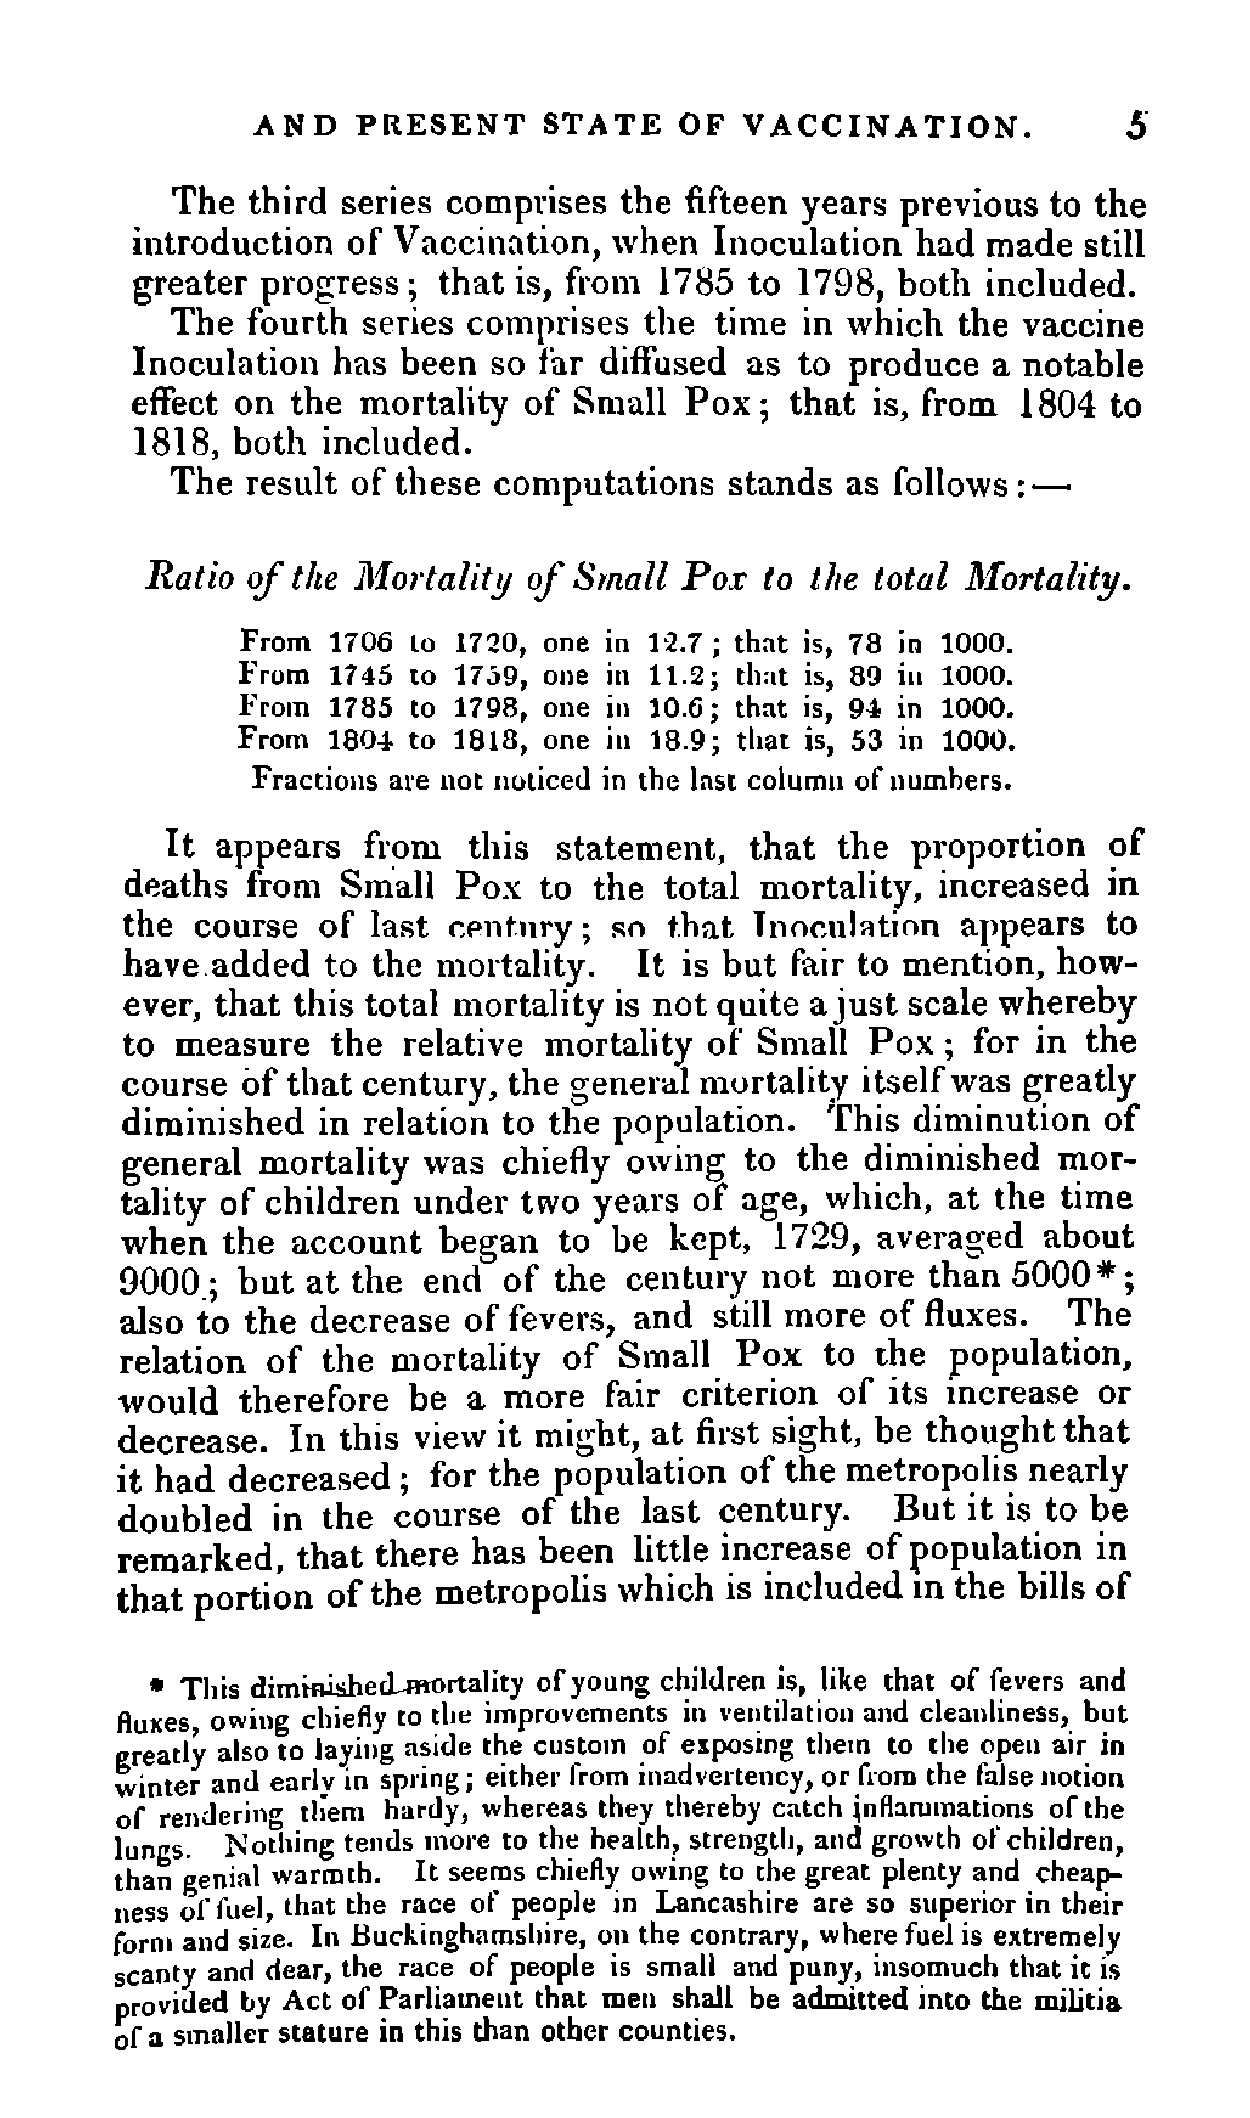 AND PRESENT STATE OF VACCINATION. 5
The third series comprises the fifteen years previous to the
introduction of Vaccination, when Inoculation had made still
greater progress; that is, from 1785 to 1798, both included.
The fourth series comprises the time in which the vaccine
Inoculation has been so far diffused as to produce a notable
effect on the mortality of Small Pox; that is, from 1804 to
1818, both included.
The result of these computations stands as follows:—
Ratio of the Mortality of Small Pox to the total Mortality.
From 1706 to 1720, one in 12.7; that is, 78 in 1000.
From 1745 to 1759, one in 11.2; that is, 89 in 1000.
From 1785 to 1798, one in 10.6; that is, 94 in 1000.
From 1804 to 1818, one in 18.9; that is, 53 in 1000.
Fractions are not noticed in the last column of numbers.
It appears from this statement, that the proportion of
deaths from Small Pox to the total mortality, increased in
the course of last century; so that Inoculation appears to
have added to the mortality. It is but fair to mention, how-
ever, that this total mortality is not quite a just scale whereby
to measure the relative mortality of Small Pox; for in the
course of that century, the general mortality itself was greatly
diminished in relation to the population. This diminution of
general mortality was chiefly owing to the diminished mor-
tality of children under two years of age, which, at the time
when the account began to be kept, 1729, averaged about
9000; but at the end of the century not more than 5000*;
also to the decrease of fevers, and still more of fluxes. The
relation of the mortality of Small Pox to the population,
would therefore be a more fair criterion of its increase or
decrease. In this view it might, at first sight, be thought that
it had decreased; for the population of the metropolis nearly
doubled in the course of the last century. But it is to be
remarked, that there has been little increase of population in
that portion of the metropolis which is included in the bills of
* This diminished mortality of young children is, like that of fevers and
fluxes, owing chiefly to the improvements in ventilation and cleanliness, but
greatly also to laying aside the custom of exposing them to the open air in
winter and early in spring; either from inadvertency, or from the false notion
of rendering them hardy, whereas they thereby catch inflammations of the
lungs. Nothing tends more to the health, strength, and growth of children,
than genial warmth. It seems chiefly owing to the great plenty and cheap-
ness of fuel, that the race of people in Lancashire are so superior in their
form and size. In Buckinghamshire, on the contrary, where fuel is extremely
scanty and dear, the race of people is small and puny, insomuch that it is
provided by Act of Parliament that men shall be admitted into the militia
of a smaller stature in this than other counties.